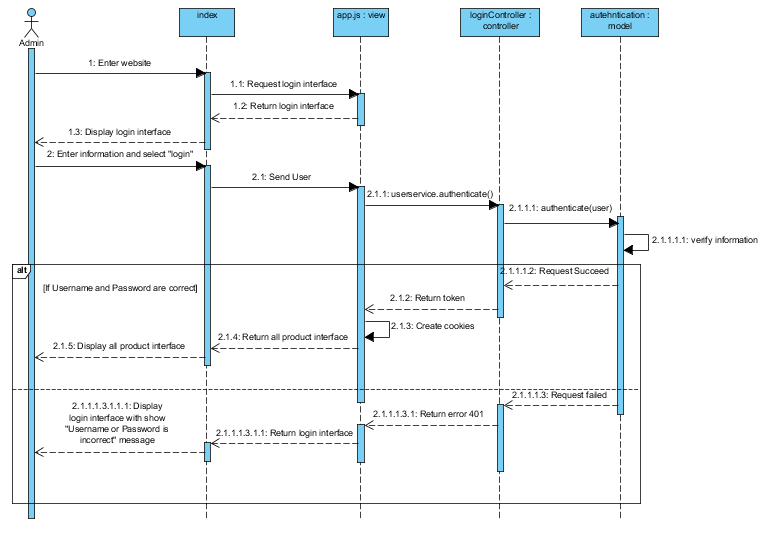 index
app.js : view
loginController :
controller
autehntication :
model
Admin
1: Enter website
1.1: Request login interface
1.2: Return login interface
1.3: Display login interface
2: Enter information and select "login"
2.1: Send User
2.1.1: userservice.authenticate()
2.1.1.1: authenticate(user)
2.1.1.1.1: verify information
alt
2.1.1.1.2: Request Succeed
[If Username and Password are correct]
2.1.2: Return token
2.1.3: Create cookies
2.1.4: Return all product interface
2.1.5: Display all product interface
2.1.1.1.3: Request failed
2.1.1.1.3.1: Return error 401
2.1.1.1.3.1.1: Return login interface
2.1.1.1.3.1.1.1: Display
login interface with show
"Username or Password is
incorrect" message